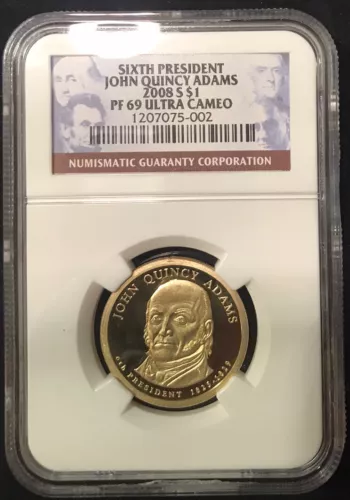 SIXTH PRESIDENT
JOHN QUINCY ADAMS
2008 S $1
PF 69 ULTRA CAMEO
1207075-002
NUMISMATIC GUARANTY CORPORATION
JOHN QUINCY ADAMS
6th PRESIDENT 1825-1829